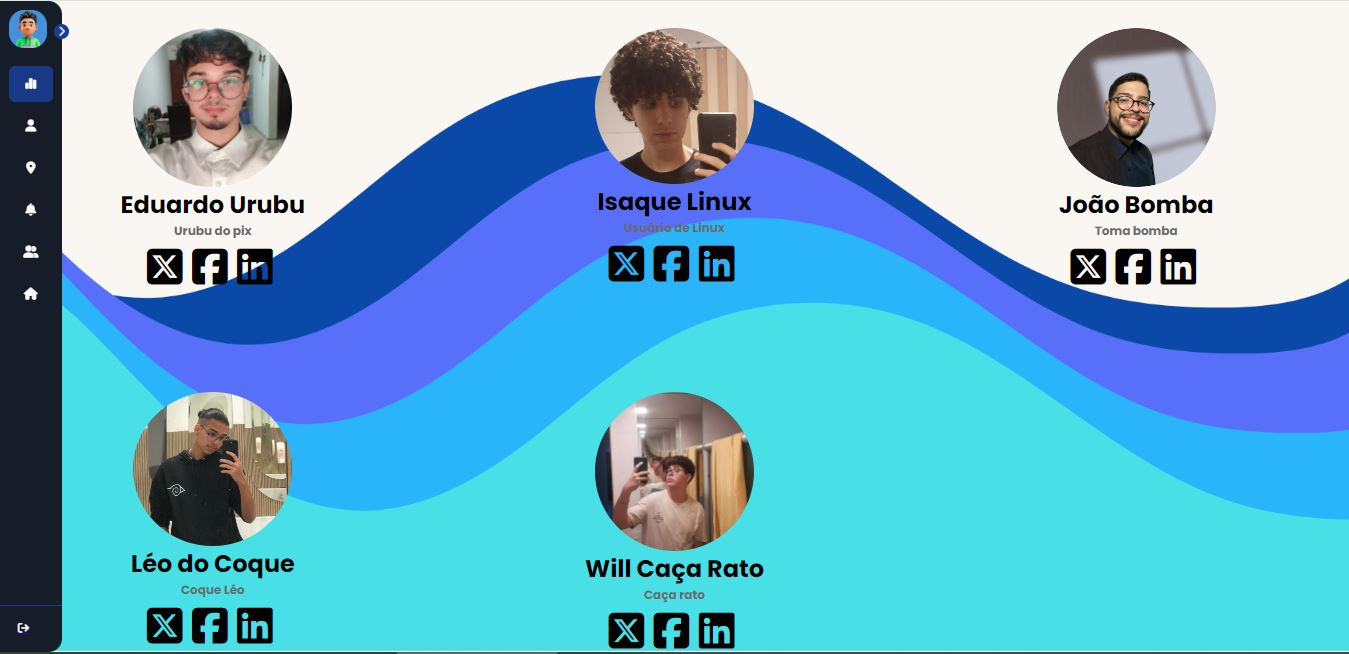 Eduardo Urubu
Urubu do pix
Isaque Linux
Usuário de Linux
João Bomba
Toma bomba
Léo do Coque
Coque Léo
Will Caça Rato
Caça rato